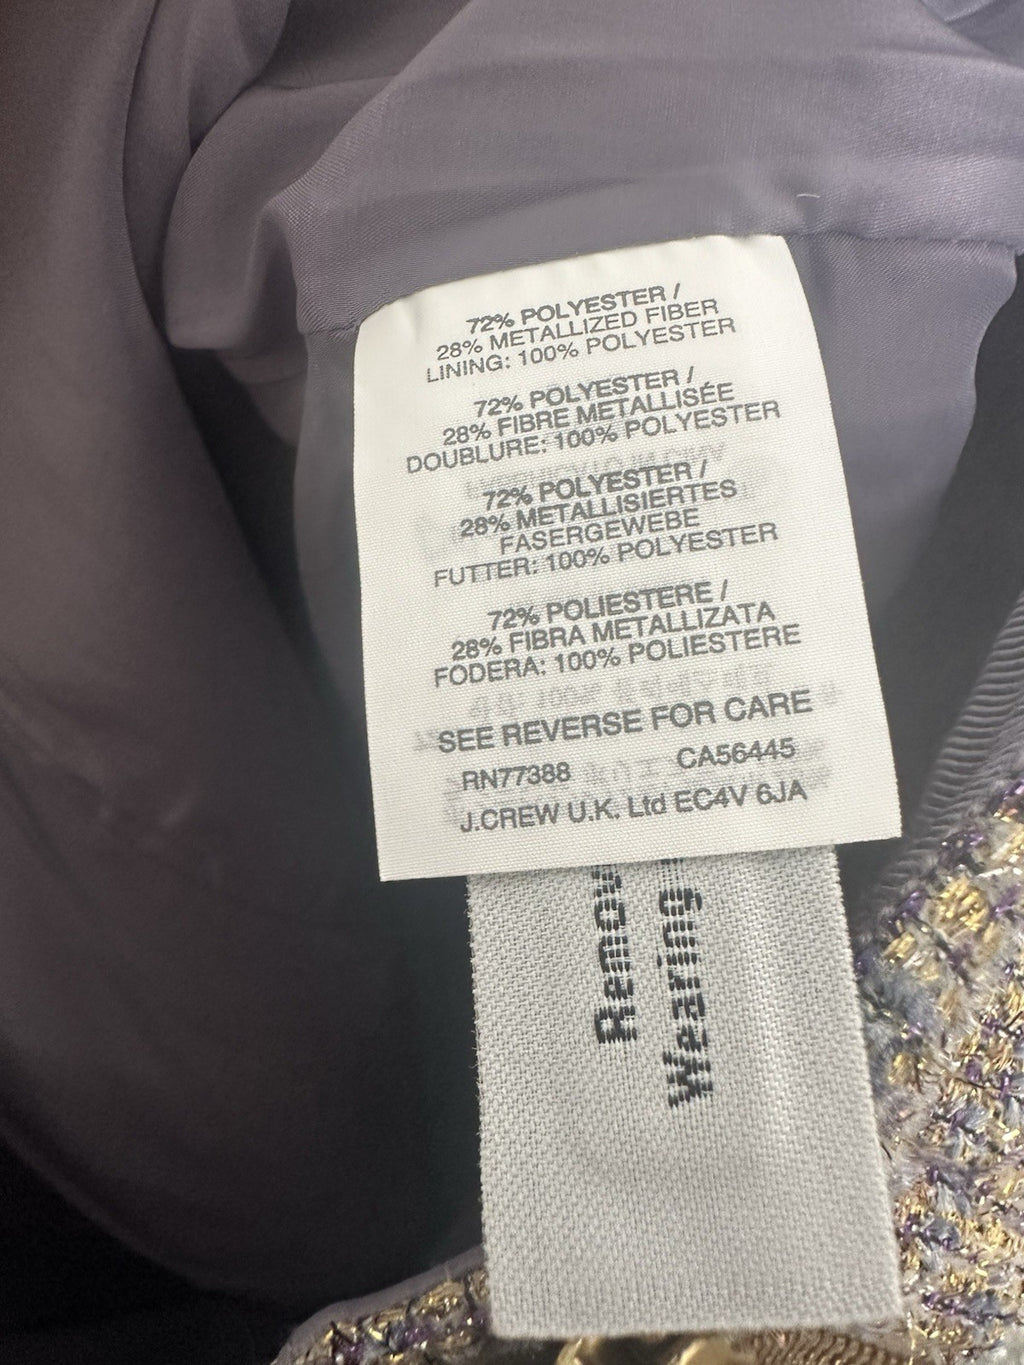 72% POLYESTER /
28% METALLIZED FIBER
LINING: 100% POLYESTER
72% POLYESTER /
28% FIBRE METALLISÉE
DOUBLURE: 100% POLYESTER
72% POLYESTER /
28% METALLISIERTES
FASERGEWEBE
FUTTER: 100% POLYESTER
72% POLIESTERE /
28% FIBRA METALLIZATA
FODERA: 100% POLIESTERE
SEE REVERSE FOR CARE
RN77388 CA56445
J.CREW U.K. Ltd EC4V 6JA
Wearing